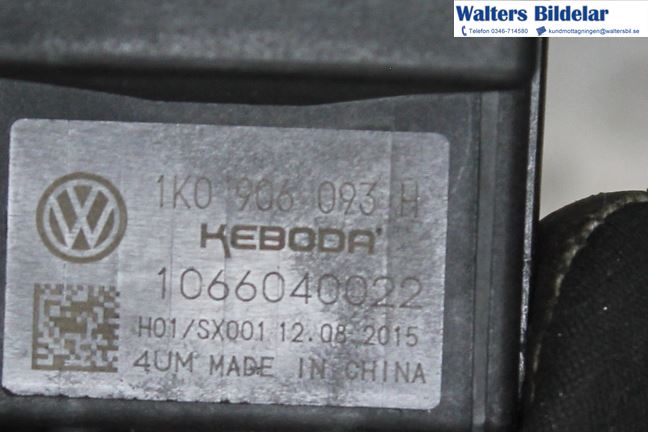 Walters Bildelar
Telefon 0346-714580 kundmottagningen@waltersbil.se
1K0 906 093 H
KEBODA
1066040022
H01/SX001 12.08.2015
4UM MADE IN CHINA